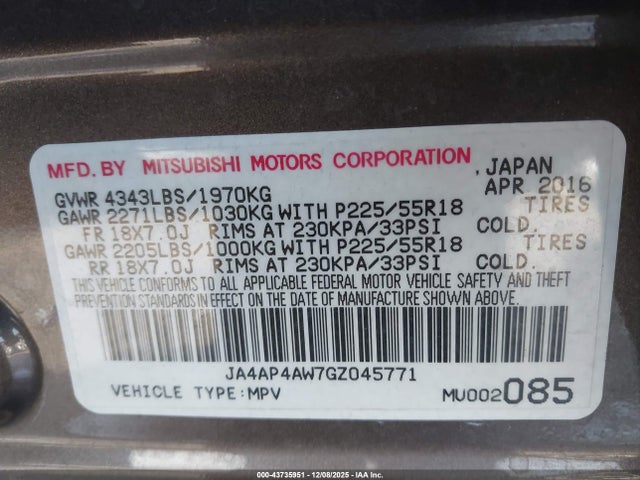 MFD. BY MITSUBISHI MOTORS CORPORATION , JAPAN
GVWR 4343LBS/1970KG APR 2016
GAWR 2271LBS/1030KG WITH P225/55R18 TIRES
FR 18X7.0J RIMS AT 230KPA/33PSI COLD.
GAWR 2205LBS/1000KG WITH P225/55R18 TIRES
RR 18X7.0J RIMS AT 230KPA/33PSI COLD.
THIS VEHICLE CONFORMS TO ALL APPLICABLE FEDERAL MOTOR VEHICLE SAFETY AND THEFT
PREVENTION STANDARDS IN EFFECT ON THE DATE OF MANUFACTURE SHOWN ABOVE.
JA4AP4AW7GZ045771
VEHICLE TYPE:MPV MU002085
000-43735951 | 12/08/2025 - IAA Inc.